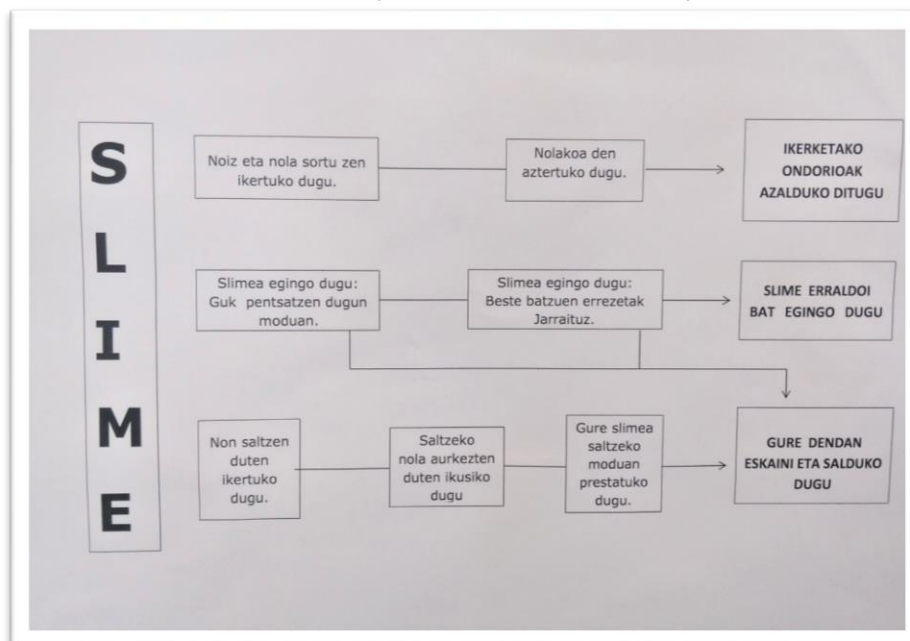 S
L
I
M
E
Noiz eta nola sortu zen
ikertuko dugu.
Nolakoa den
aztertuko dugu.
IKERKETAKO
ONDORIOAK
AZALDUKO DITUGU
Slimea egingo dugu:
Guk pentsatzen dugun
moduan.
Slimea egingo dugu:
Beste batzuen errezetak
Jarraituz.
SLIME ERRALDOI
BAT EGINGO DUGU
Non saltzen
duten
ikertuko
dugu.
Saltzeko
nola aurkezten
duten ikusiko
dugu
Gure slimea
saltzeko
moduan
prestatuko
dugu.
GURE DENDAN
ESKAINI ETA SALDUKO
DUGU